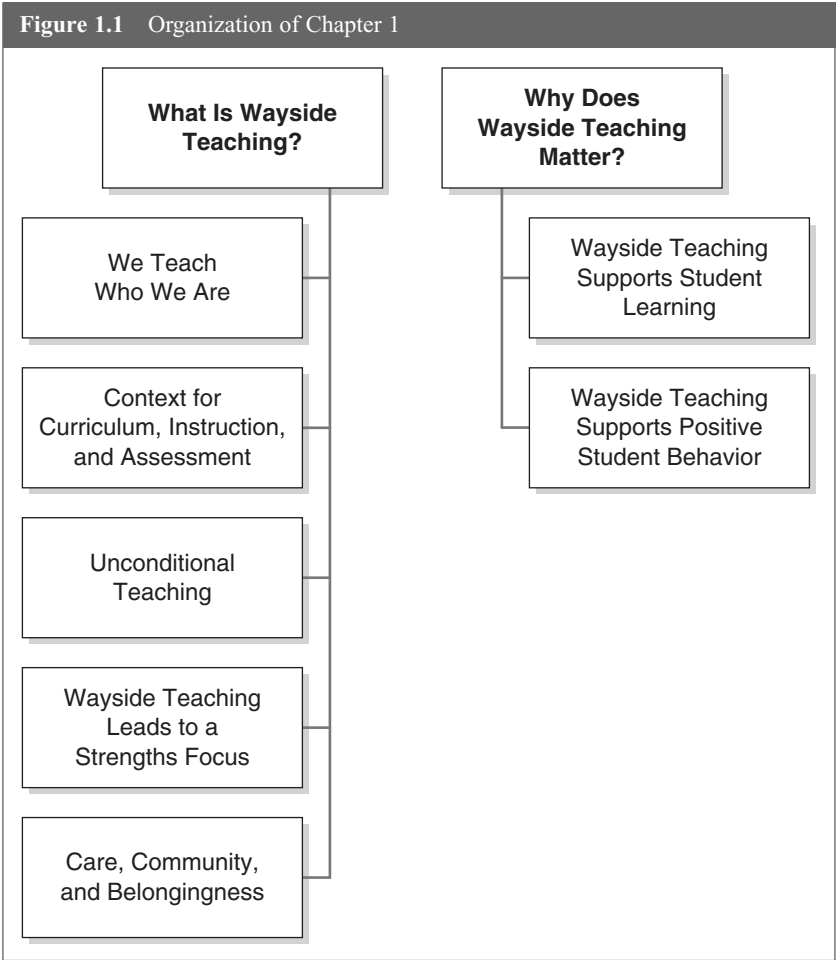 Figure 1.1 Organization of Chapter 1
What Is Wayside
Teaching?
We Teach
Who We Are
Context for
Curriculum, Instruction,
and Assessment
Unconditional
Teaching
Wayside Teaching
Leads to a
Strengths Focus
Care, Community,
and Belongingness
Why Does
Wayside Teaching
Matter?
Wayside Teaching
Supports Student
Learning
Wayside Teaching
Supports Positive
Student Behavior